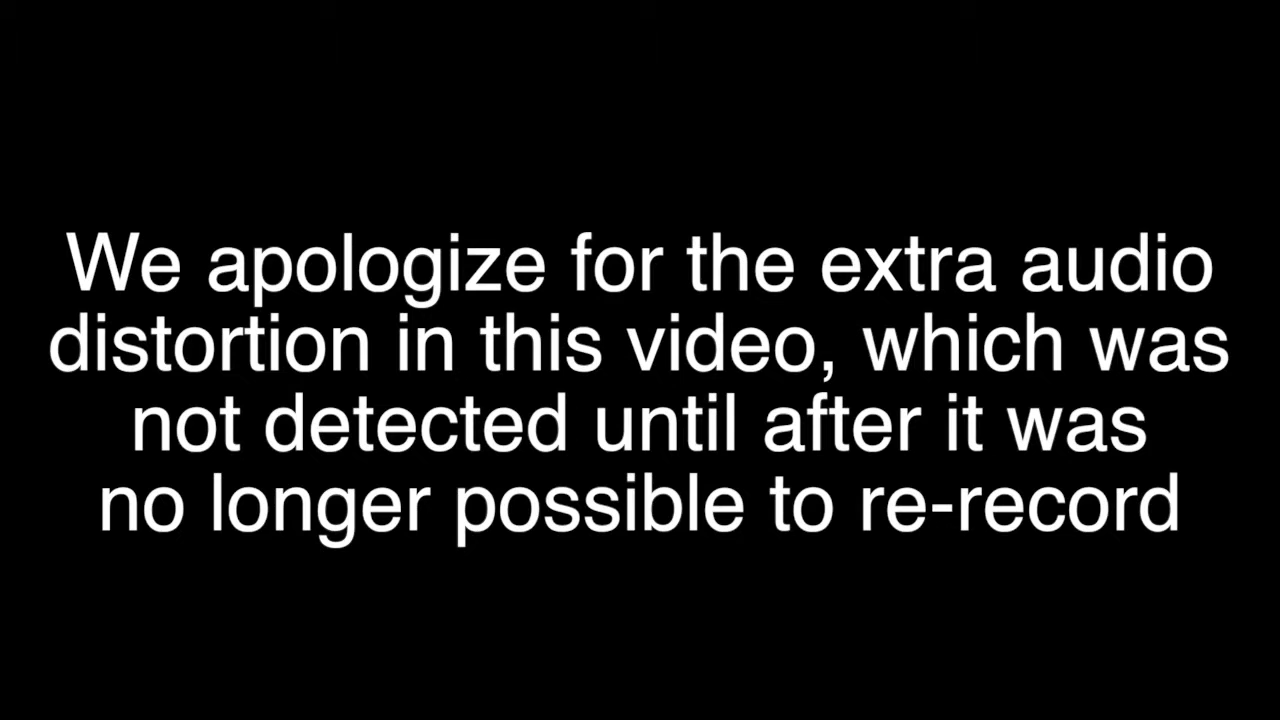 We apologize for the extra audio
distortion in this video, which was
not detected until after it was
no longer possible to re-record